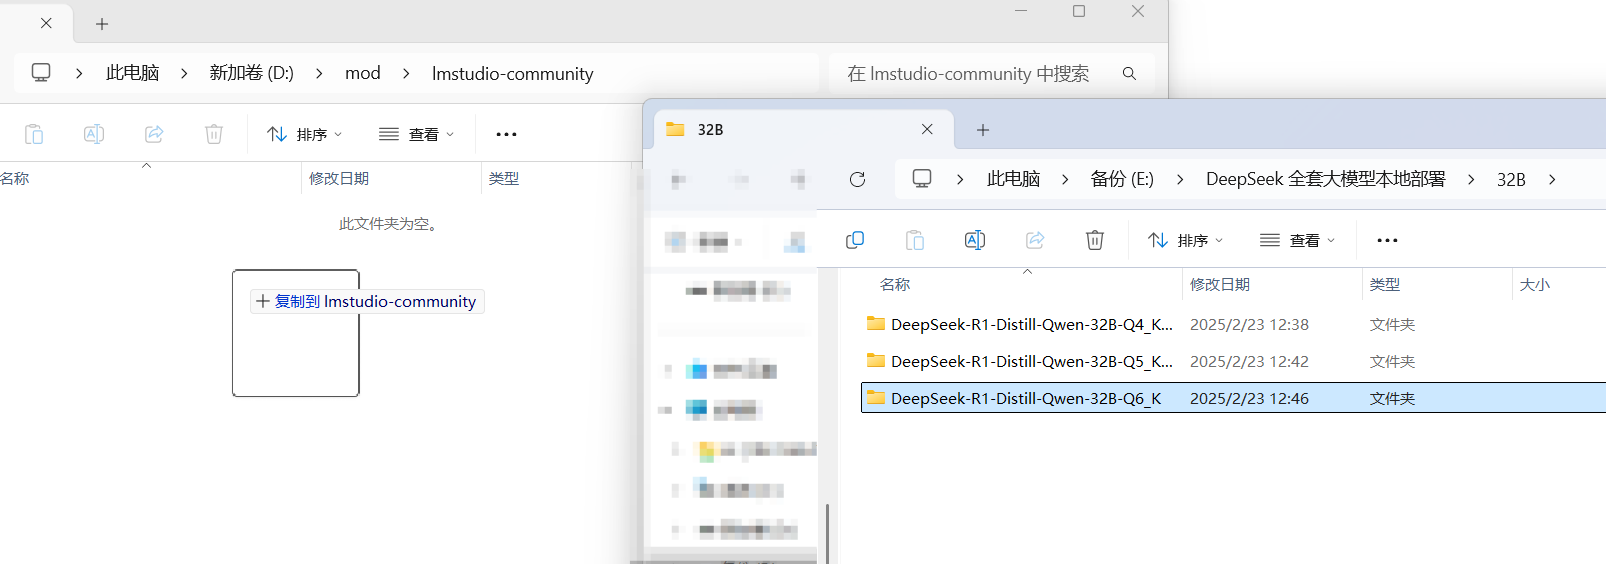 此电脑 新加卷 (D:) mod lmstudio-community
在 lmstudio-community 中搜索
排序 查看
名称 修改日期 类型
此文件夹为空。
复制到 lmstudio-community
32B
此电脑 备份 (E:) DeepSeek 全套大模型本地部署 32B
排序 查看
名称 修改日期 类型 大小
DeepSeek-R1-Distill-Qwen-32B-Q4_K... 2025/2/23 12:38 文件夹
DeepSeek-R1-Distill-Qwen-32B-Q5_K... 2025/2/23 12:42 文件夹
DeepSeek-R1-Distill-Qwen-32B-Q6_K 2025/2/23 12:46 文件夹